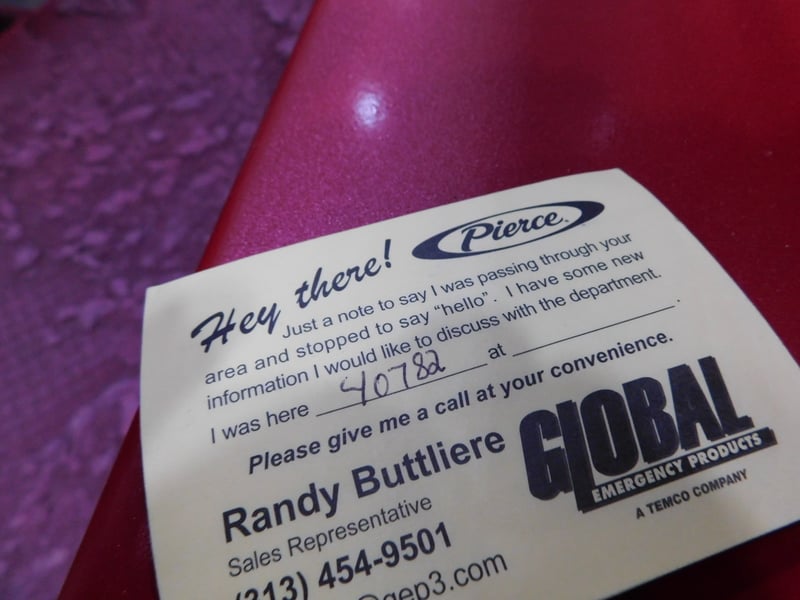 Hey there! Pierce
Just a note to say I was passing through your
area and stopped to say "hello". I have some new
information I would like to discuss with the department.
I was here 40782 at .
Please give me a call at your convenience.
Randy Buttliere
Sales Representative
(213) 454-9501
@gep3.com
GLOBAL
EMERGENCY PRODUCTS
A TEMCO COMPANY